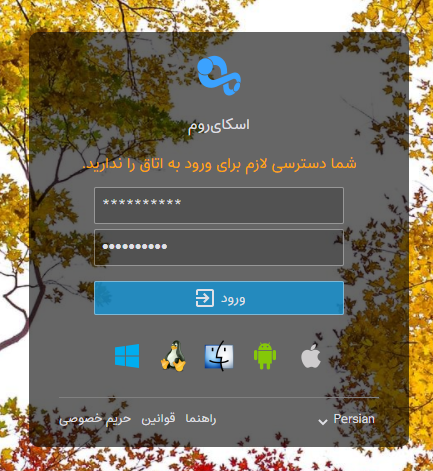 اسکای‌روم
شما دسترسی لازم برای ورود به اتاق را ندارید.
**********
••••••••••
ورود
راهنما قوانین حریم خصوصی
Persian